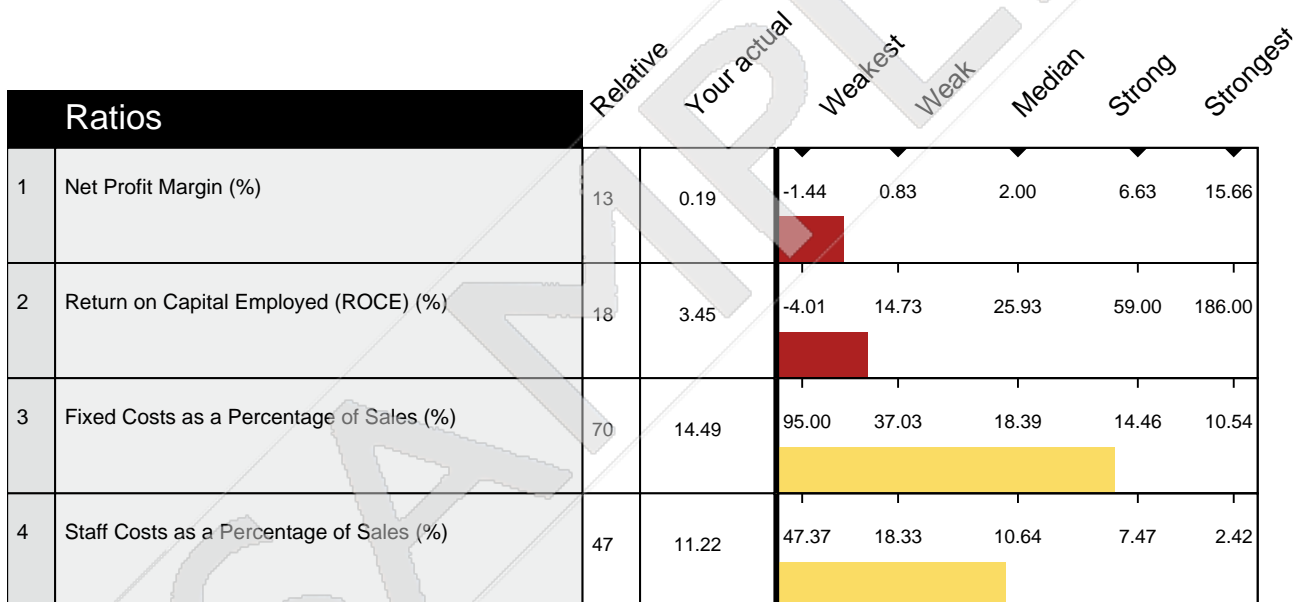 Relative Your actual Weakest Weak Median Strong Strongest
Ratios
1 Net Profit Margin (%) 13 0.19 -1.44 0.83 2.00 6.63 15.66
2 Return on Capital Employed (ROCE) (%) 18 3.45 -4.01 14.73 25.93 59.00 186.00
3 Fixed Costs as a Percentage of Sales (%) 70 14.49 95.00 37.03 18.39 14.46 10.54
4 Staff Costs as a Percentage of Sales (%) 47 11.22 47.37 18.33 10.64 7.47 2.42